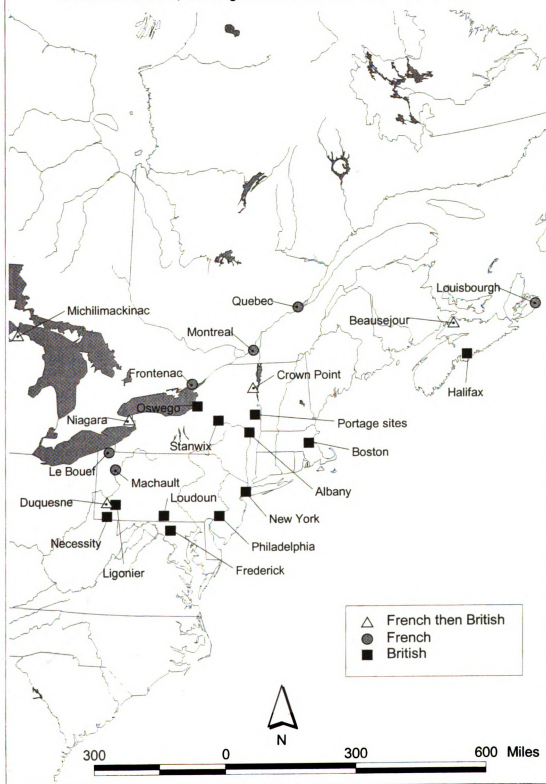 Quebec
Louisbourgh
Michilimackinac
Beausejour
Montreal
Frontenac
Crown Point
Halifax
Oswego
Niagara
Portage sites
Stanwix
Boston
Le Bouef
Albany
Machault
Loudoun
Duquesne
New York
Necessity
Philadelphia
Ligonier
Frederick
French then British
French
British
N
300 0 300 600 Miles